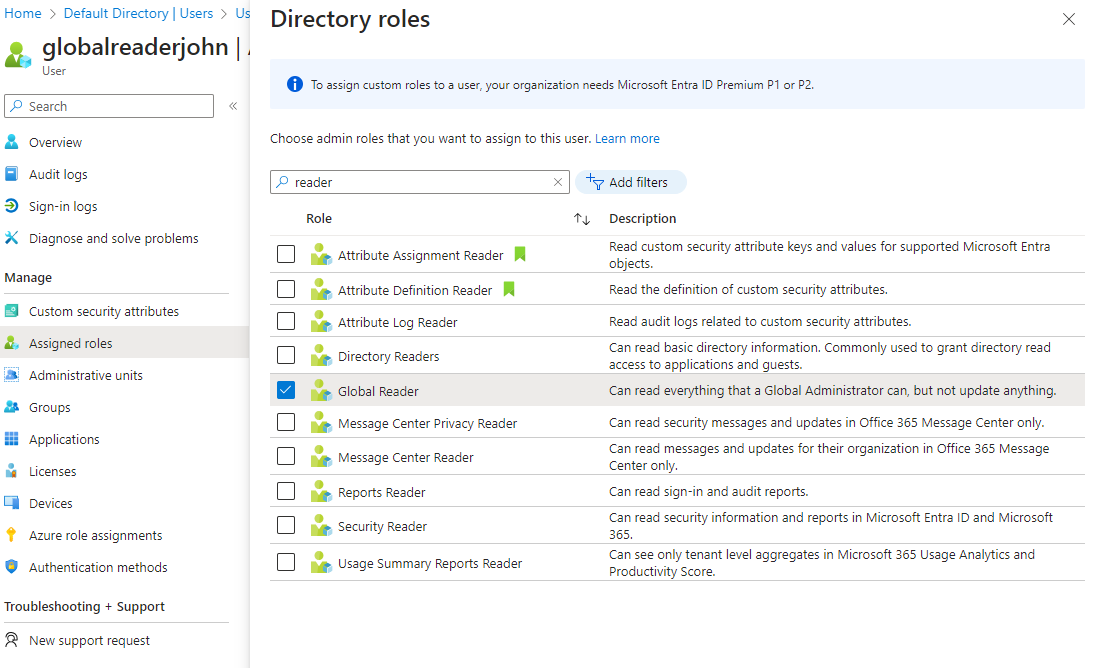 Home > Default Directory | Users > Us
globalreaderjohn |
User
Search
«
Overview
Audit logs
Sign-in logs
Diagnose and solve problems
Manage
Custom security attributes
Assigned roles
Administrative units
Groups
Applications
Licenses
Devices
Azure role assignments
Authentication methods
Troubleshooting + Support
New support request
Directory roles
To assign custom roles to a user, your organization needs Microsoft Entra ID Premium P1 or P2.
Choose admin roles that you want to assign to this user. Learn more
reader
Add filters
Role Description
Attribute Assignment Reader
Read custom security attribute keys and values for supported Microsoft Entra
objects.
Attribute Definition Reader
Read the definition of custom security attributes.
Attribute Log Reader
Read audit logs related to custom security attributes.
Directory Readers
Can read basic directory information. Commonly used to grant directory read
access to applications and guests.
Global Reader
Can read everything that a Global Administrator can, but not update anything.
Message Center Privacy Reader
Can read security messages and updates in Office 365 Message Center only.
Message Center Reader
Can read messages and updates for their organization in Office 365 Message
Center only.
Reports Reader
Can read sign-in and audit reports.
Security Reader
Can read security information and reports in Microsoft Entra ID and Microsoft
365.
Usage Summary Reports Reader
Can see only tenant level aggregates in Microsoft 365 Usage Analytics and
Productivity Score.